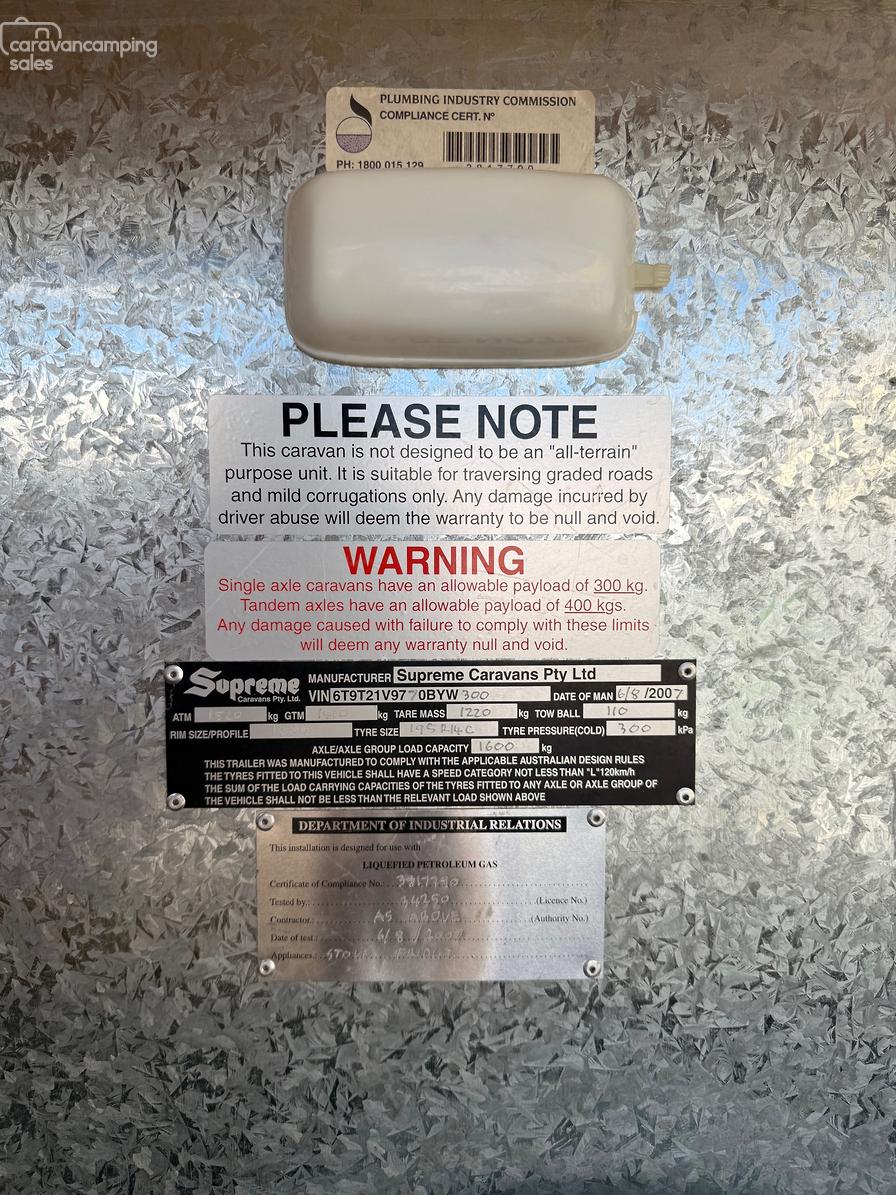 caravancamping
sales
PLUMBING INDUSTRY COMMISSION
COMPLIANCE CERT. Nº
PH: 1800 015 129
3817790
PLEASE NOTE
This caravan is not designed to be an "all-terrain"
purpose unit. It is suitable for traversing graded roads
and mild corrugations only. Any damage incurred by
driver abuse will deem the warranty to be null and void.
WARNING
Single axle caravans have an allowable payload of 300 kg.
Tandem axles have an allowable payload of 400 kgs.
Any damage caused with failure to comply with these limits
will deem any warranty null and void.
Supreme Caravans Pty. Ltd. MANUFACTURER Supreme Caravans Pty Ltd
VIN 6T9T21V9770BYW300 DATE OF MAN 6/8/2007
ATM kg GTM kg TARE MASS 1220 kg TOW BALL 110 kg
RIM SIZE/PROFILE TYRE SIZE 195R14C TYRE PRESSURE(COLD) 300 kPa
AXLE/AXLE GROUP LOAD CAPACITY 1600 kg
THIS TRAILER WAS MANUFACTURED TO COMPLY WITH THE APPLICABLE AUSTRALIAN DESIGN RULES
THE TYRES FITTED TO THIS VEHICLE SHALL HAVE A SPEED CATEGORY NOT LESS THAN "L"120km/h
THE SUM OF THE LOAD CARRYING CAPACITIES OF THE TYRES FITTED TO ANY AXLE OR AXLE GROUP OF
THE VEHICLE SHALL NOT BE LESS THAN THE RELEVANT LOAD SHOWN ABOVE
DEPARTMENT OF INDUSTRIAL RELATIONS
This installation is designed for use with
LIQUEFIED PETROLEUM GAS
Certificate of Compliance No.: 3817790
Tested by: 34250 (Licence No.)
Contractor: AS ABOVE (Authority No.)
Date of test: 6/8/2007
Appliances: